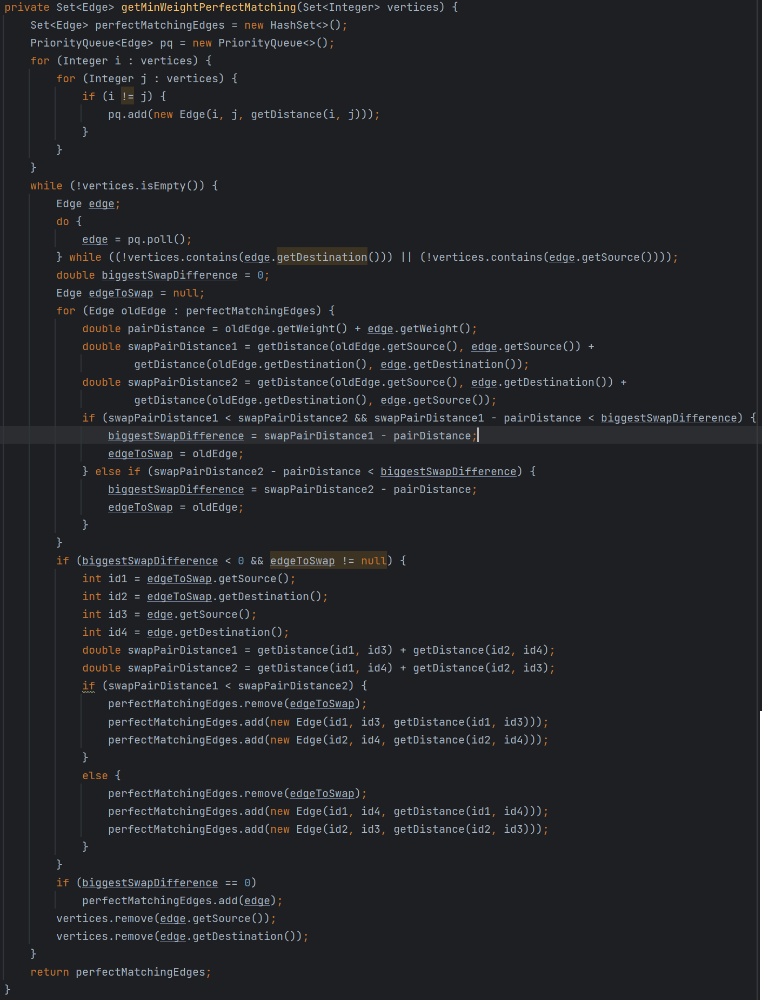 private Set<Edge> getMinWeightPerfectMatching(Set<Integer> vertices) {
    Set<Edge> perfectMatchingEdges = new HashSet<>();
    PriorityQueue<Edge> pq = new PriorityQueue<>();
    for (Integer i : vertices) {
        for (Integer j : vertices) {
            if (i != j) {
                pq.add(new Edge(i, j, getDistance(i, j)));
            }
        }
    }
    while (!vertices.isEmpty()) {
        Edge edge;
        do {
            edge = pq.poll();
        } while ((!vertices.contains(edge.getDestination())) || (!vertices.contains(edge.getSource())));
        double biggestSwapDifference = 0;
        Edge edgeToSwap = null;
        for (Edge oldEdge : perfectMatchingEdges) {
            double pairDistance = oldEdge.getWeight() + edge.getWeight();
            double swapPairDistance1 = getDistance(oldEdge.getSource(), edge.getSource()) +
                    getDistance(oldEdge.getDestination(), edge.getDestination());
            double swapPairDistance2 = getDistance(oldEdge.getSource(), edge.getDestination()) +
                    getDistance(oldEdge.getDestination(), edge.getSource());
            if (swapPairDistance1 < swapPairDistance2 && swapPairDistance1 - pairDistance < biggestSwapDifference) {
                biggestSwapDifference = swapPairDistance1 - pairDistance;
                edgeToSwap = oldEdge;
            } else if (swapPairDistance2 - pairDistance < biggestSwapDifference) {
                biggestSwapDifference = swapPairDistance2 - pairDistance;
                edgeToSwap = oldEdge;
            }
        }
        if (biggestSwapDifference < 0 && edgeToSwap != null) {
            int id1 = edgeToSwap.getSource();
            int id2 = edgeToSwap.getDestination();
            int id3 = edge.getSource();
            int id4 = edge.getDestination();
            double swapPairDistance1 = getDistance(id1, id3) + getDistance(id2, id4);
            double swapPairDistance2 = getDistance(id1, id4) + getDistance(id2, id3);
            if (swapPairDistance1 < swapPairDistance2) {
                perfectMatchingEdges.remove(edgeToSwap);
                perfectMatchingEdges.add(new Edge(id1, id3, getDistance(id1, id3)));
                perfectMatchingEdges.add(new Edge(id2, id4, getDistance(id2, id4)));
            }
            else {
                perfectMatchingEdges.remove(edgeToSwap);
                perfectMatchingEdges.add(new Edge(id1, id4, getDistance(id1, id4)));
                perfectMatchingEdges.add(new Edge(id2, id3, getDistance(id2, id3)));
            }
        }
        if (biggestSwapDifference == 0)
            perfectMatchingEdges.add(edge);
        vertices.remove(edge.getSource());
        vertices.remove(edge.getDestination());
    }
    return perfectMatchingEdges;
}